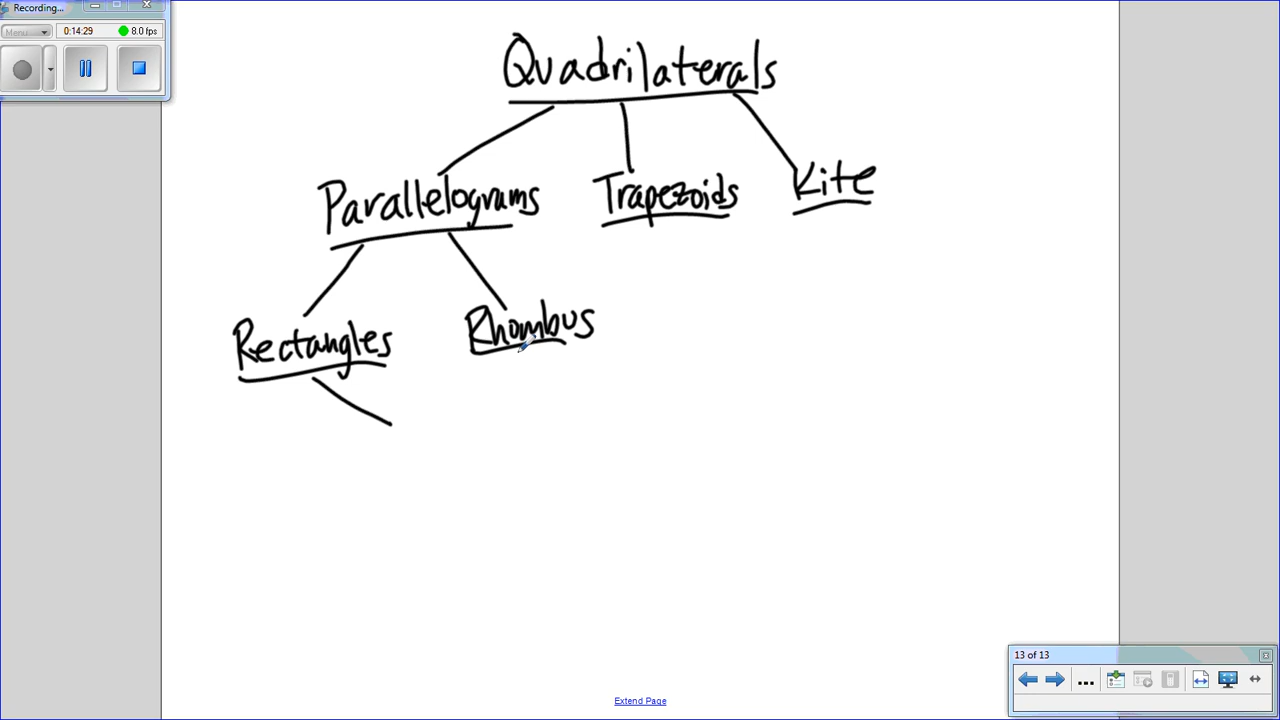 Recording...
Menu
0:14:29
8.0 fps
Quadrilaterals
Parallelograms Trapezoids Kite
Rectangles Rhombus
13 of 13
Extend Page